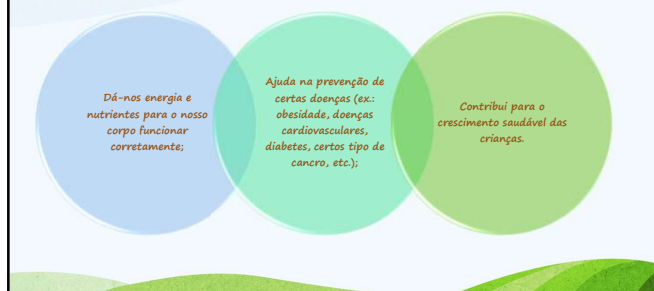 Dá-nos energia e
nutrientes para o nosso
corpo funcionar
corretamente;
Ajuda na prevenção de
certas doenças (ex.:
obesidade, doenças
cardiovasculares,
diabetes, certos tipo de
cancro, etc.);
Contribui para o
crescimento saudável das
crianças.